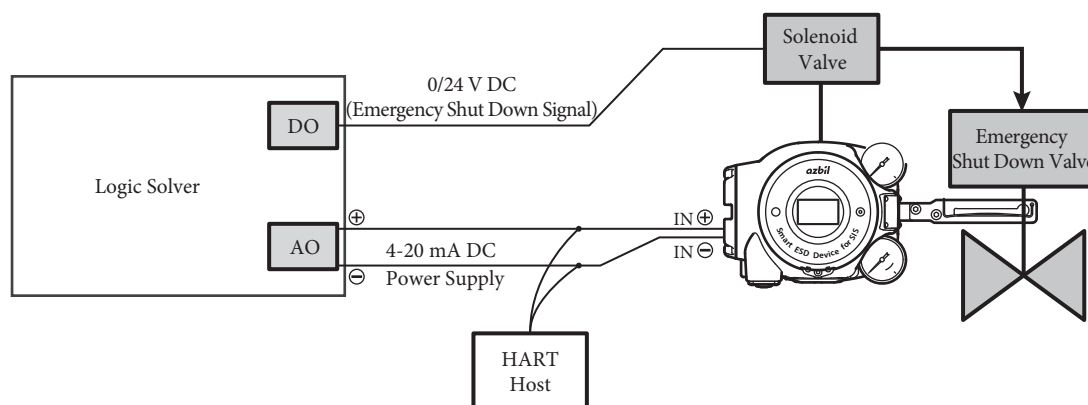 Solenoid
Valve
0/24 V DC
(Emergency Shut Down Signal)
DO
Emergency
Shut Down Valve
azbil
Logic Solver
Smart ESD Device for SIS
⊕
IN ⊕
AO
4-20 mA DC
IN ⊖
⊖
Power Supply
HART
Host